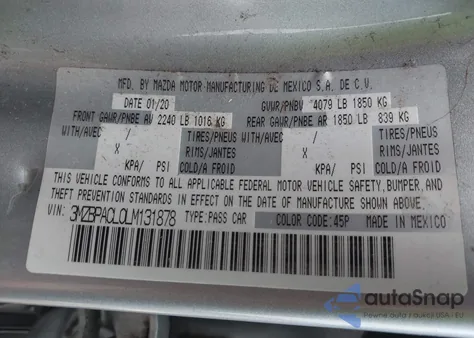 MFD. BY MAZDA MOTOR MANUFACTURING DE MEXICO S.A. DE C.V.
DATE 01/20 GVWR/PNBV 4079 LB 1850 KG
FRONT GAWR/PNBE AV 2240 LB 1016 KG REAR GAWR/PNBE AR 1850 LB 839 KG
WITH/AVEC / TIRES/PNEUS WITH/AVEC / TIRES/PNEUS
X RIMS/JANTES X RIMS/JANTES
KPA/ PSI COLD/A FROID KPA/ PSI COLD/A FROID
THIS VEHICLE CONFORMS TO ALL APPLICABLE FEDERAL MOTOR VEHICLE SAFETY, BUMPER, AND
THEFT PREVENTION STANDARDS IN EFFECT ON THE DATE OF MANUFACTURE SHOWN ABOVE.
VIN: 3MZBPACL0LM131878 TYPE:PASS CAR COLOR CODE:45P MADE IN MEXICO
autoSnap